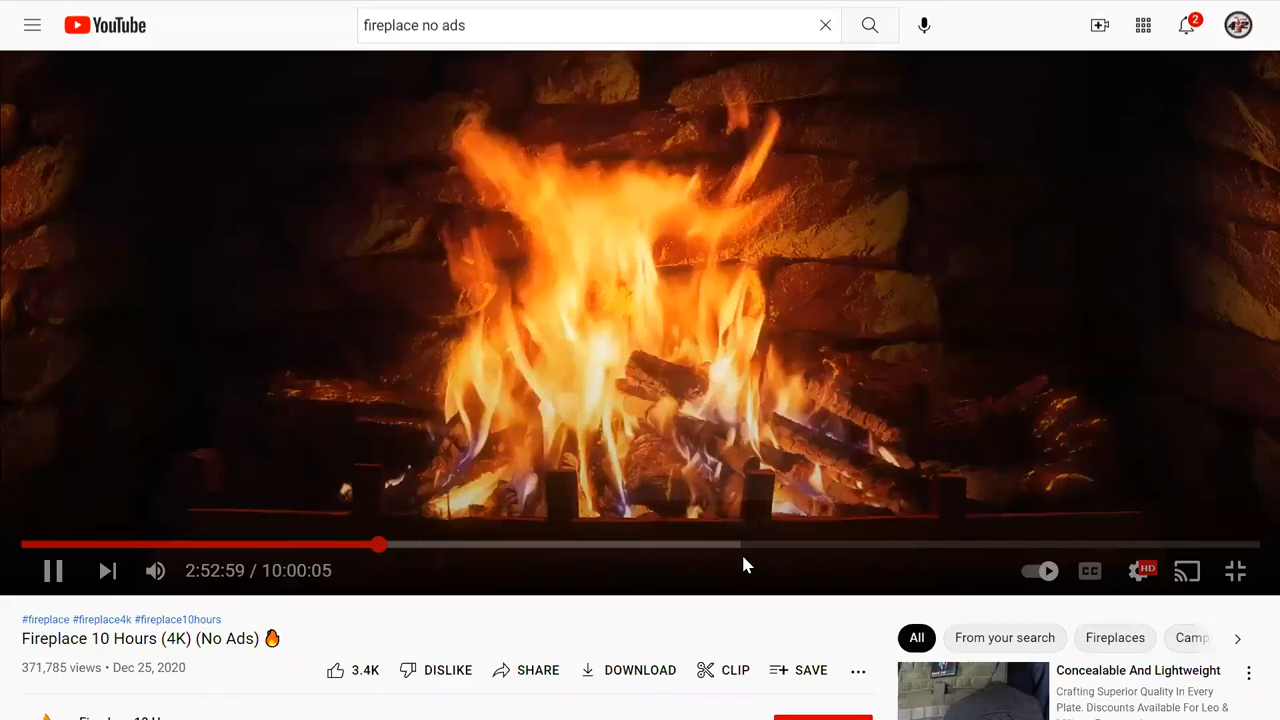 YouTube
fireplace no ads
2
2:52:59 / 10:00:05
CC
HD
#fireplace #fireplace4k #fireplace10hours
Fireplace 10 Hours (4K) (No Ads)
371,785 views • Dec 25, 2020
3.4K
DISLIKE
SHARE
DOWNLOAD
CLIP
SAVE
All
From your search
Fireplaces
Camp
Concealable And Lightweight
Crafting Superior Quality In Every
Plate. Discounts Available For Leo &